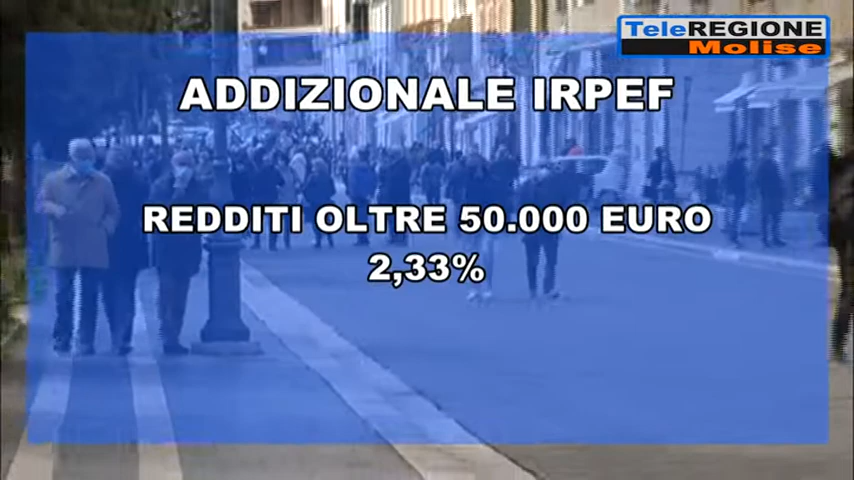 TeleREGIONE
Molise
ADDIZIONALE IRPEF
REDDITI OLTRE 50.000 EURO
2,33%